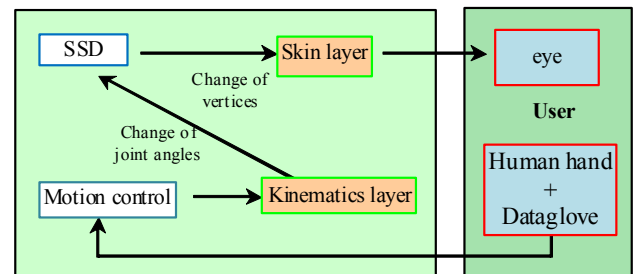 SSD
Skin layer
eye
Change of
vertices
User
Change of
joint angles
Human hand
+
Dataglove
Motion control
Kinematics layer